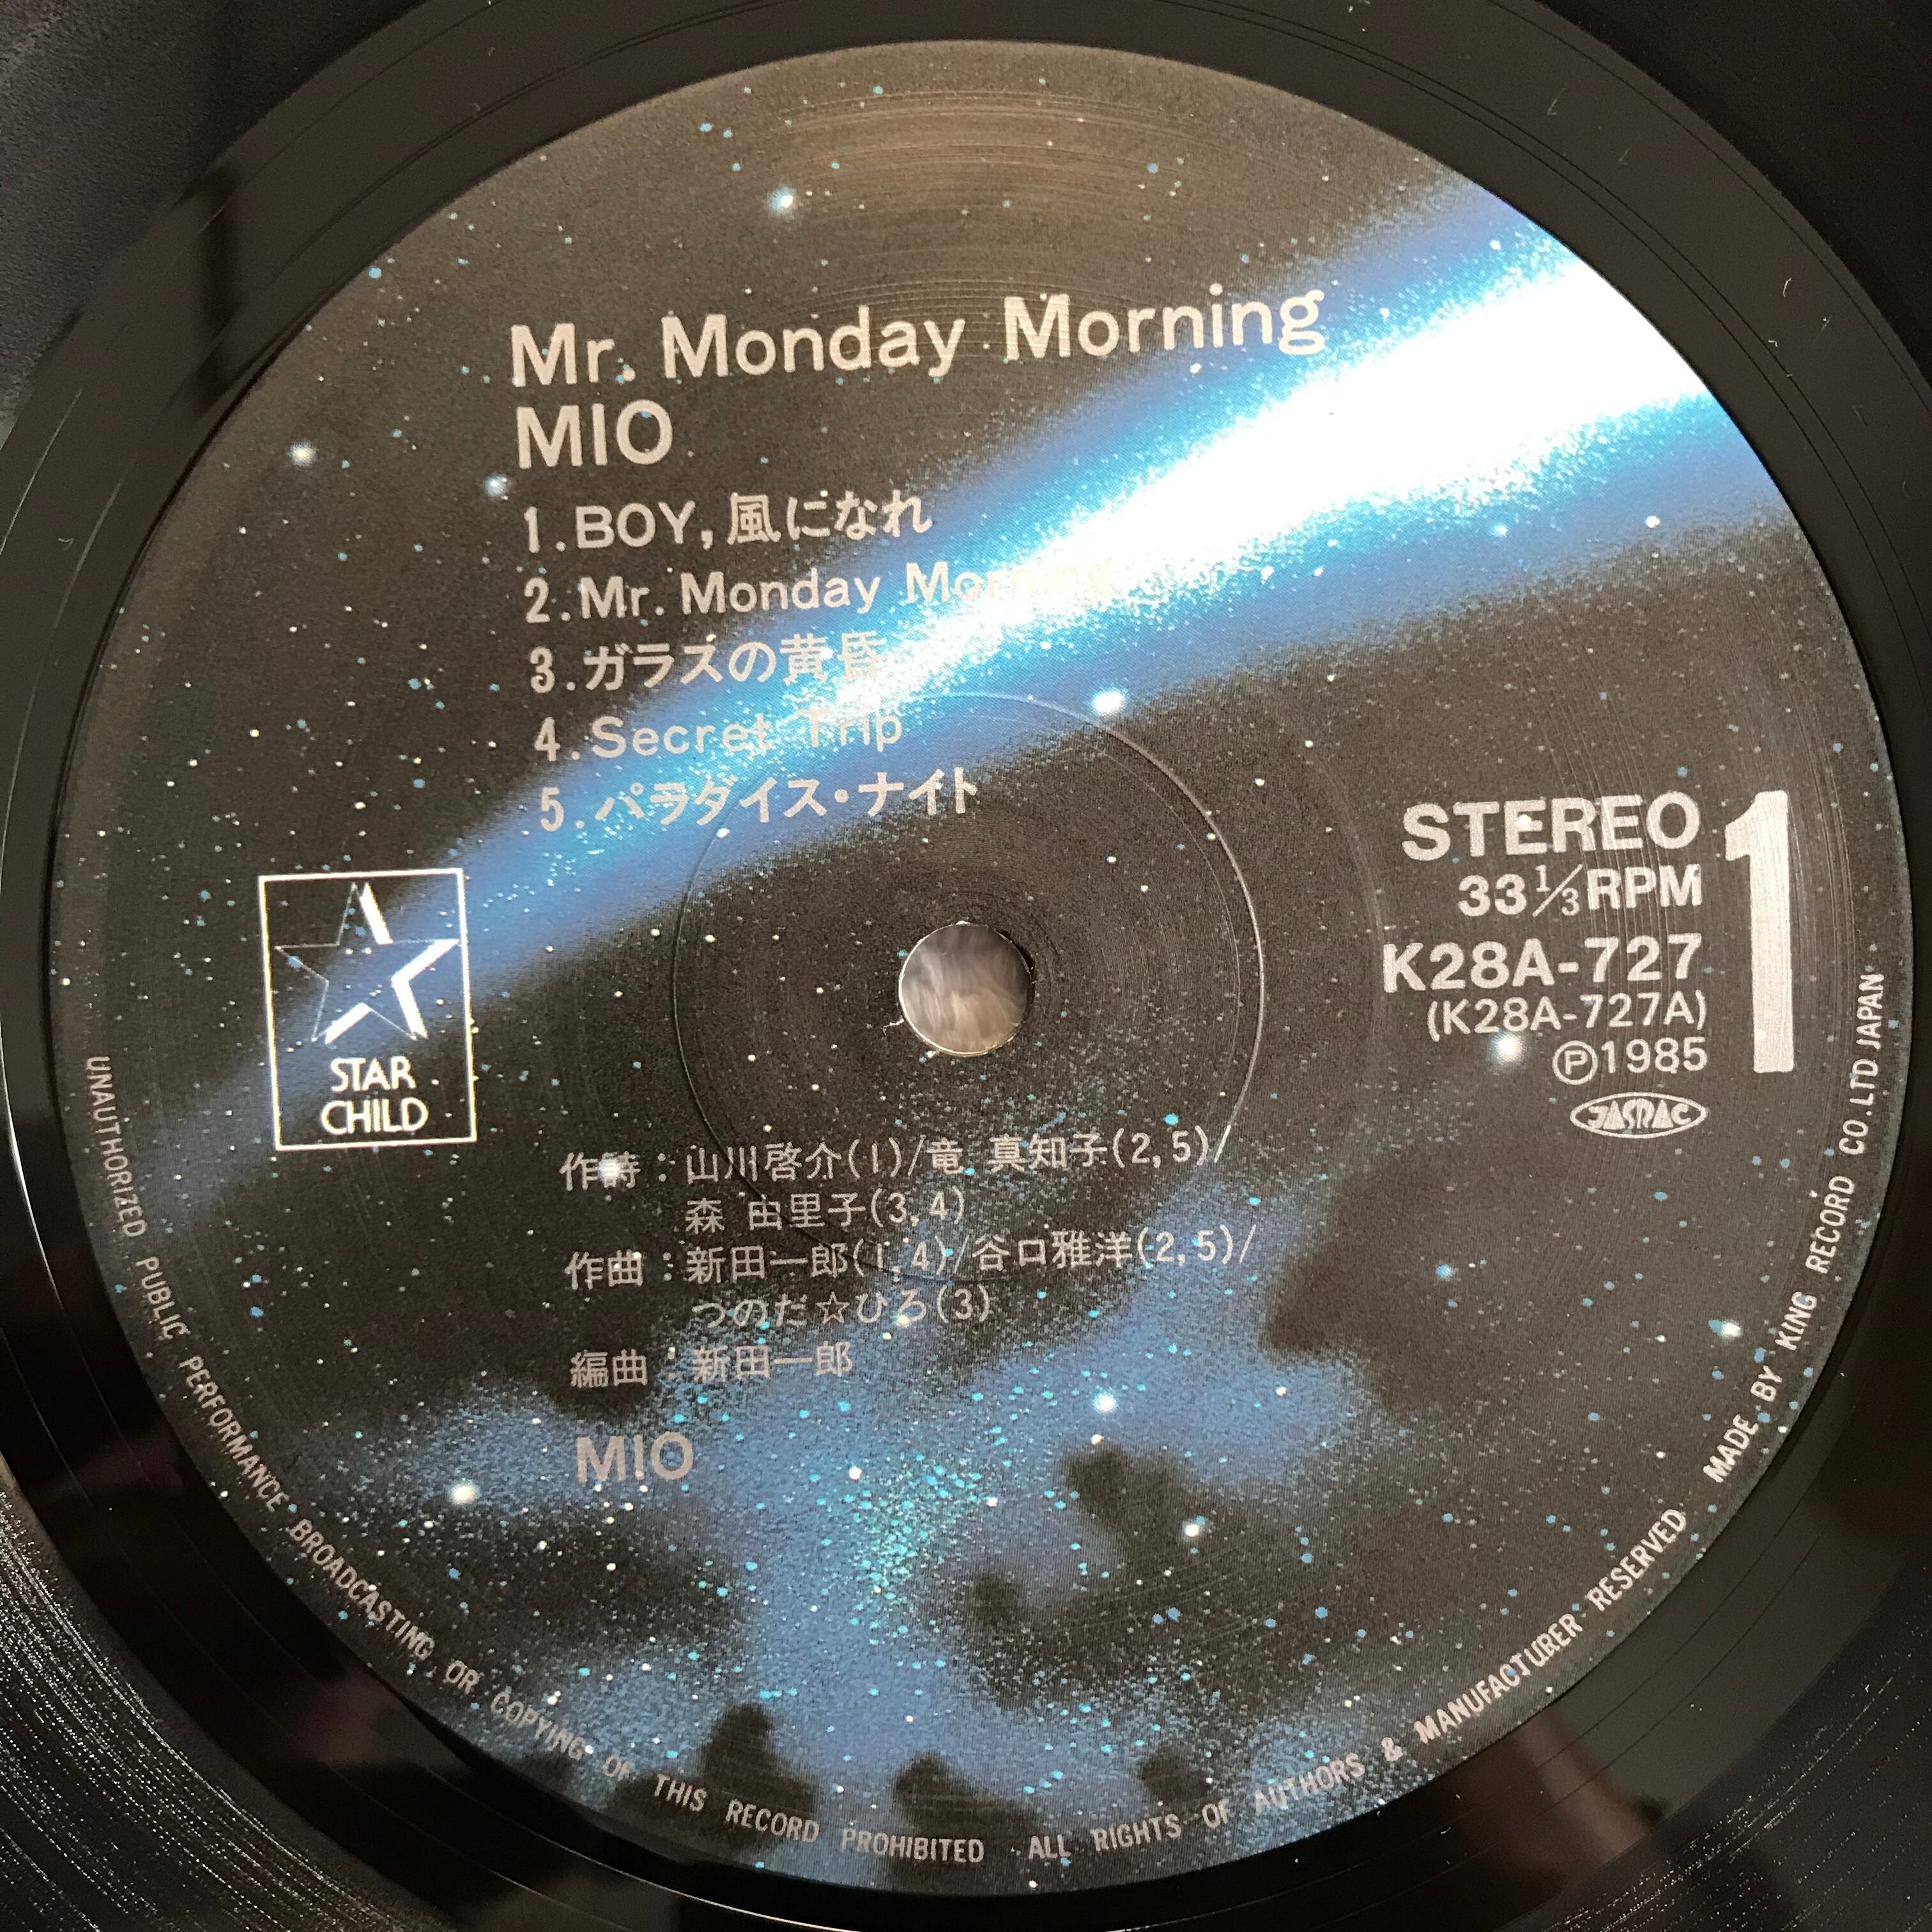 Mr. Monday Morning
MIO
1.BOY,風になれ
2.Mr. Monday Morning
3.ガラスの黄昏
4.Secret Trip
5.パラダイス・ナイト
STAR
CHILD
STEREO
33 1/3 RPM
1
K28A-727
(K28A-727A)
Ⓟ1985
JASRAC
作詩：山川啓介(1)/竜 真知子(2,5)/
森 由里子(3,4)
作曲：新田一郎(1,4)/谷口雅洋(2,5)/
つのだ☆ひろ(3)
編曲：新田一郎
MIO
UNAUTHORIZED PUBLIC PERFORMANCE BROADCASTING OR COPYING OF THIS RECORD PROHIBITED · ALL RIGHTS OF AUTHORS & MANUFACTURER RESERVED MADE BY KING RECORD CO.LTD JAPAN